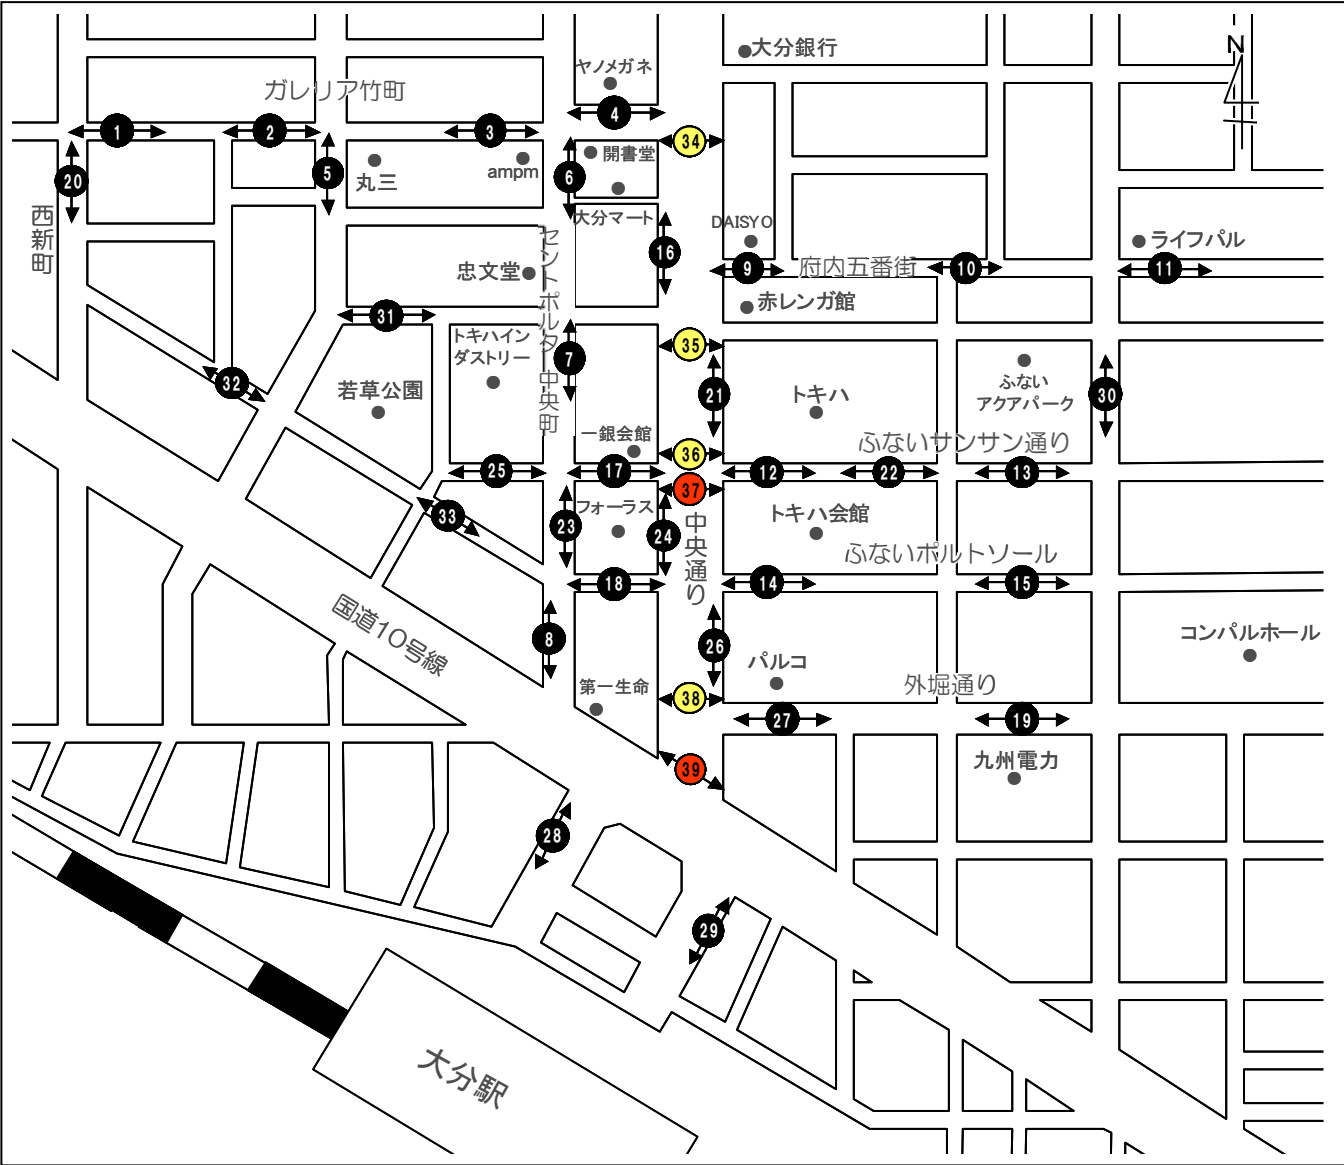 大分銀行
N
ヤノメガネ
ガレリア竹町
1
2
3
4
34
20
5
丸三
ampm
6
開書堂
西新町
大分マート
16
DAISYO
9
府内五番街
10
11
ライフパル
忠文堂
セントポルタ中央町
赤レンガ館
31
トキハイン
ダストリー
7
35
32
若草公園
21
トキハ
ふない
アクアパーク
30
一銀会館
36
ふないサンサン通り
25
17
12
22
13
33
37
23
フォーラス
24
中央通り
トキハ会館
ふないポルトソール
18
14
15
国道10号線
8
26
コンパルホール
第一生命
38
パルコ
外堀通り
27
19
39
九州電力
28
29
大分駅